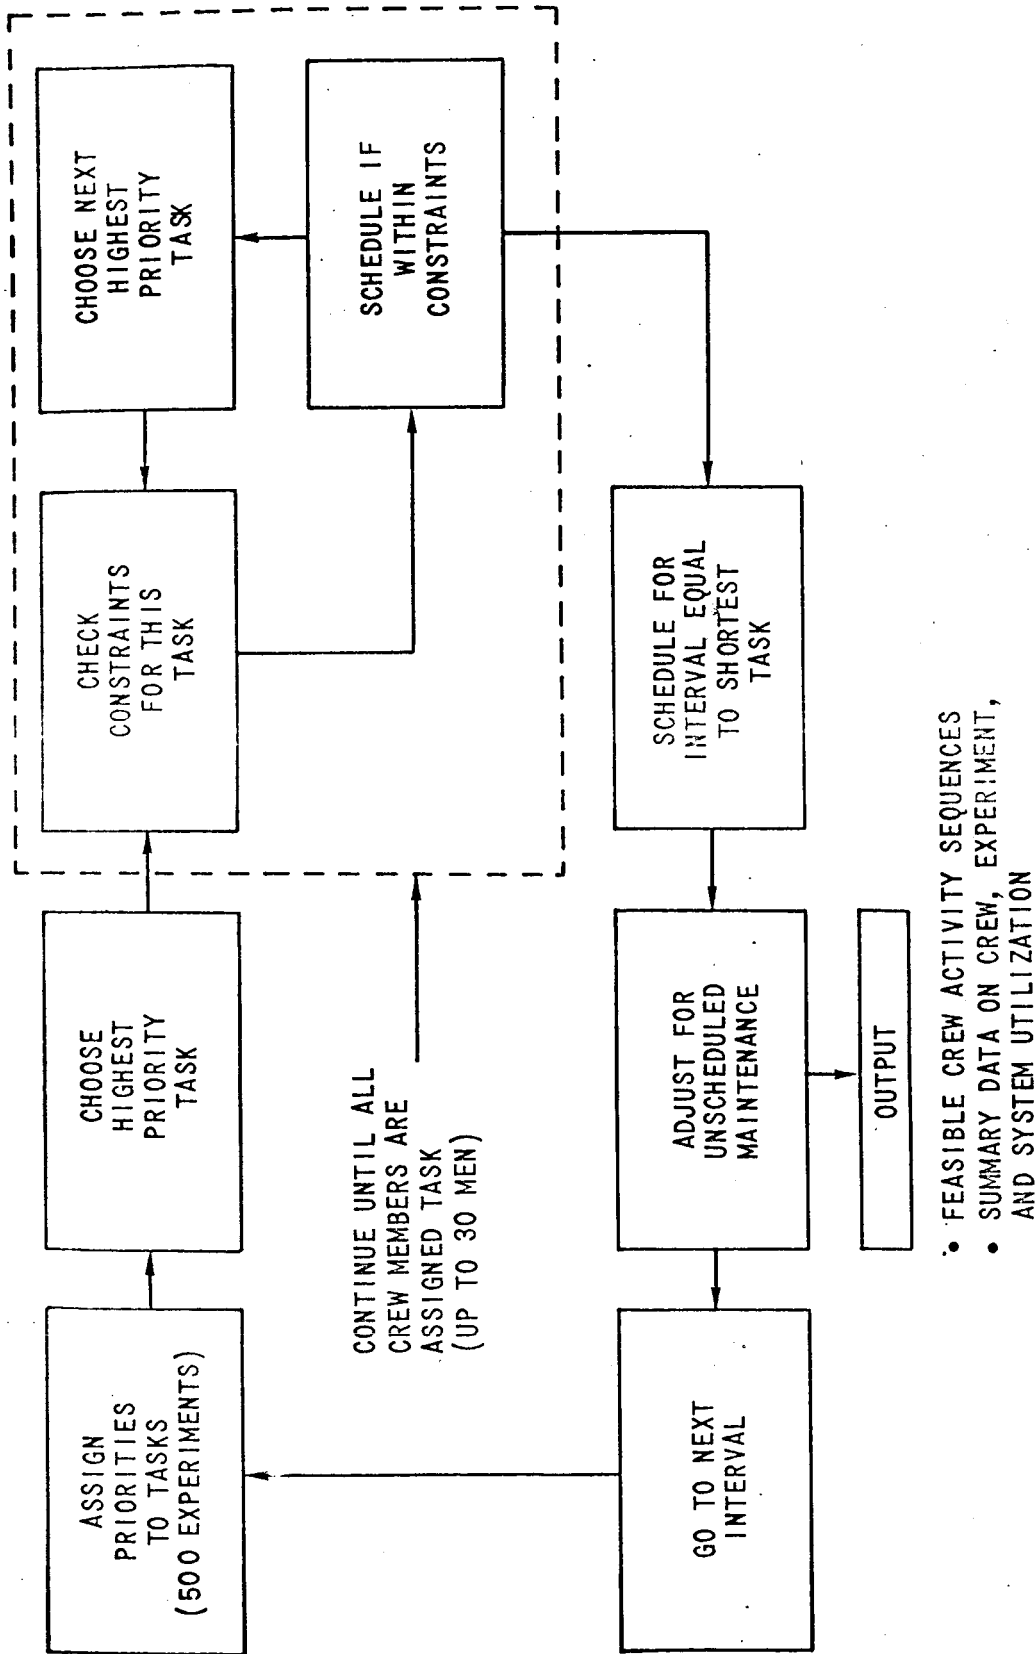 ASSIGN
PRIORITIES
TO TASKS
(500 EXPERIMENTS)
CHOOSE
HIGHEST
PRIORITY
TASK
CHECK
CONSTRAINTS
FOR THIS
TASK
CHOOSE NEXT
HIGHEST
PRIORITY
TASK
SCHEDULE IF
WITHIN
CONSTRAINTS
CONTINUE UNTIL ALL
CREW MEMBERS ARE
ASSIGNED TASK
(UP TO 30 MEN)
SCHEDULE FOR
INTERVAL EQUAL
TO SHORTEST
TASK
ADJUST FOR
UNSCHEDULED
MAINTENANCE
GO TO NEXT
INTERVAL
OUTPUT
• FEASIBLE CREW ACTIVITY SEQUENCES
• SUMMARY DATA ON CREW, EXPERIMENT,
AND SYSTEM UTILIZATION